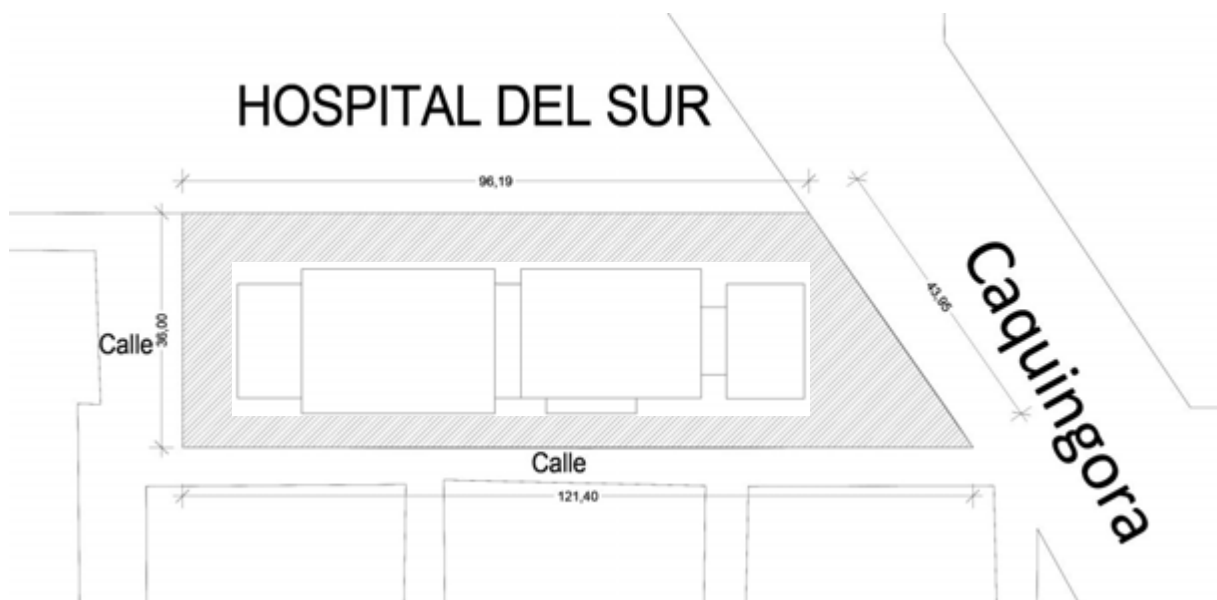 HOSPITAL DEL SUR
96,19
43,95
Caquingora
Calle
36,00
Calle
121,40